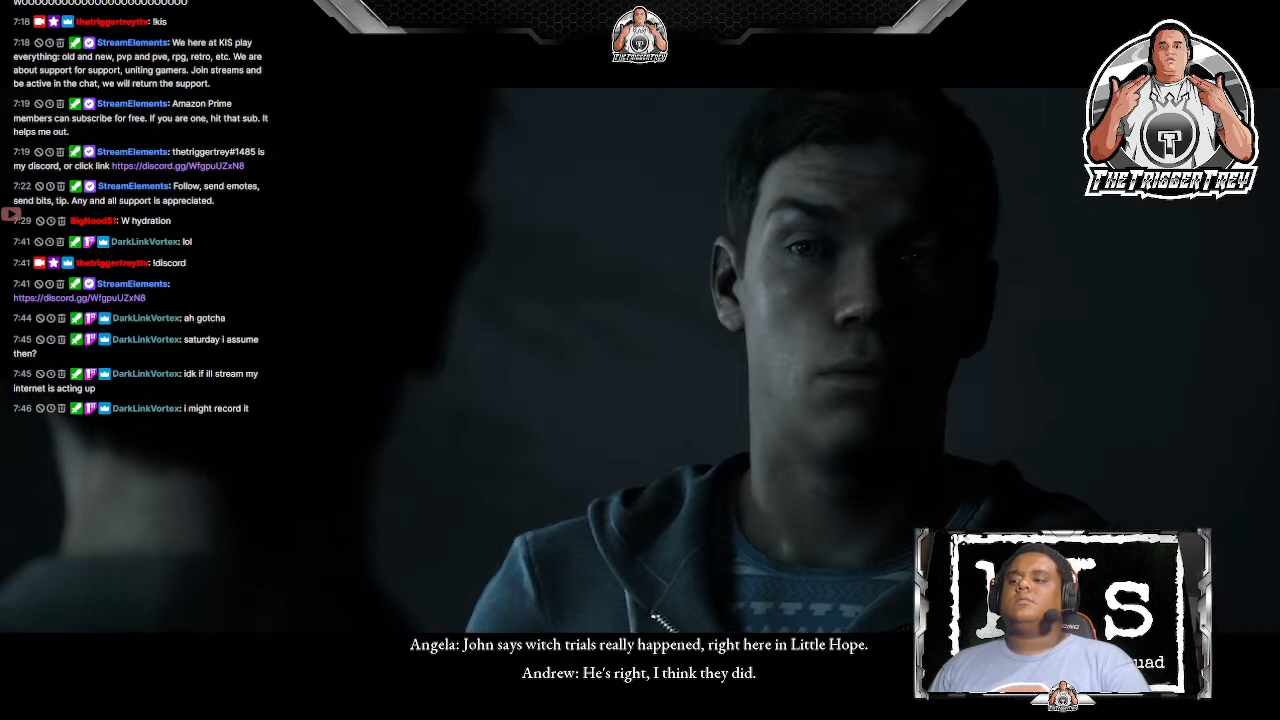 7:18 thetriggertreyttv: !kis
7:18 StreamElements: We here at KIS play
everything: old and new, pvp and pve, rpg, retro, etc. We are
about support for support, uniting gamers. Join streams and
be active in the chat, we will return the support.
7:19 StreamElements: Amazon Prime
members can subscribe for free. If you are one, hit that sub. It
helps me out.
7:19 StreamElements: thetriggertrey#1485 is
my discord, or click link https://discord.gg/WfgpuUZxN8
7:22 StreamElements: Follow, send emotes,
send bits, tip. Any and all support is appreciated.
7:29 BigNood51: W hydration
7:41 DarkLinkVortex: lol
7:41 thetriggertreyttv: !discord
7:41 StreamElements:
https://discord.gg/WfgpuUZxN8
7:44 DarkLinkVortex: ah gotcha
7:45 DarkLinkVortex: saturday i assume
then?
7:45 DarkLinkVortex: idk if ill stream my
internet is acting up
7:46 DarkLinkVortex: i might record it
THETRIGGERTREY
T
THETRIGGERTREY
Angela: John says witch trials really happened, right here in Little Hope.
Andrew: He's right, I think they did.